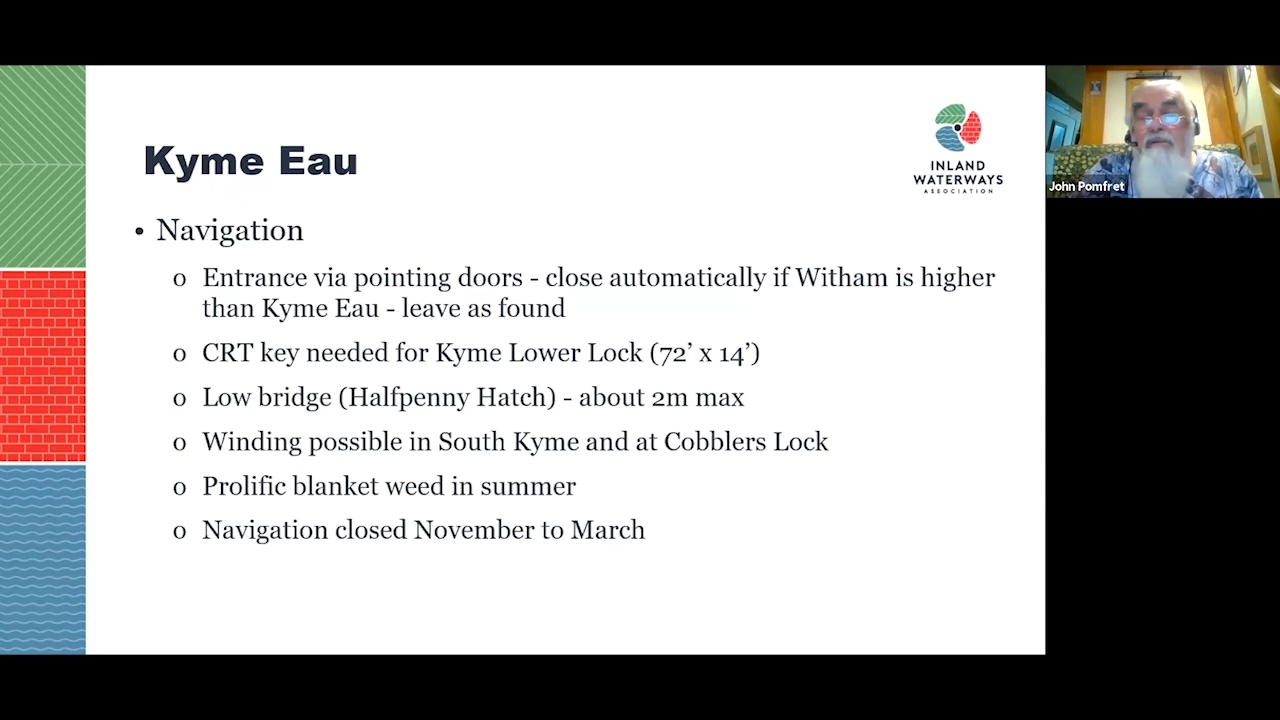 Kyme Eau
INLAND
WATERWAYS
ASSOCIATION
John Pomfret
• Navigation
o Entrance via pointing doors - close automatically if Witham is higher
than Kyme Eau - leave as found
o CRT key needed for Kyme Lower Lock (72’ x 14’)
o Low bridge (Halfpenny Hatch) - about 2m max
o Winding possible in South Kyme and at Cobblers Lock
o Prolific blanket weed in summer
o Navigation closed November to March